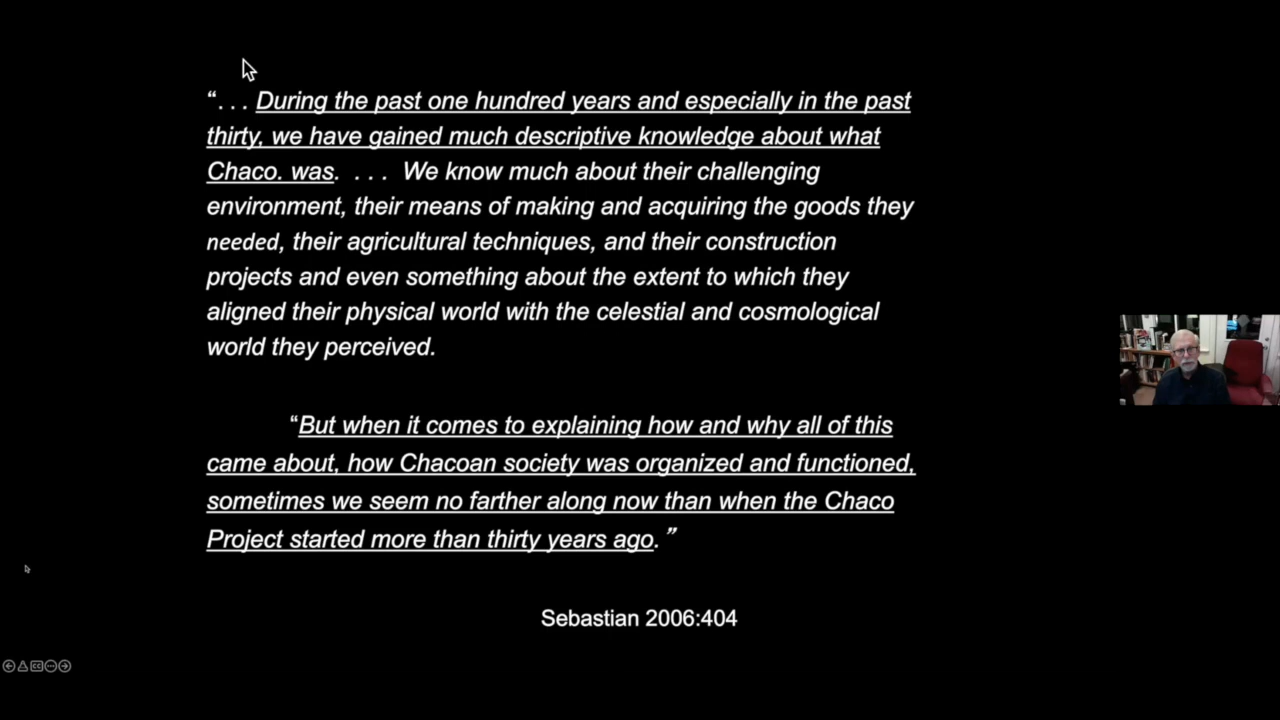 “. . . During the past one hundred years and especially in the past
thirty, we have gained much descriptive knowledge about what
Chaco. was. . . . We know much about their challenging
environment, their means of making and acquiring the goods they
needed, their agricultural techniques, and their construction
projects and even something about the extent to which they
aligned their physical world with the celestial and cosmological
world they perceived.
“But when it comes to explaining how and why all of this
came about, how Chacoan society was organized and functioned,
sometimes we seem no farther along now than when the Chaco
Project started more than thirty years ago.”
Sebastian 2006:404